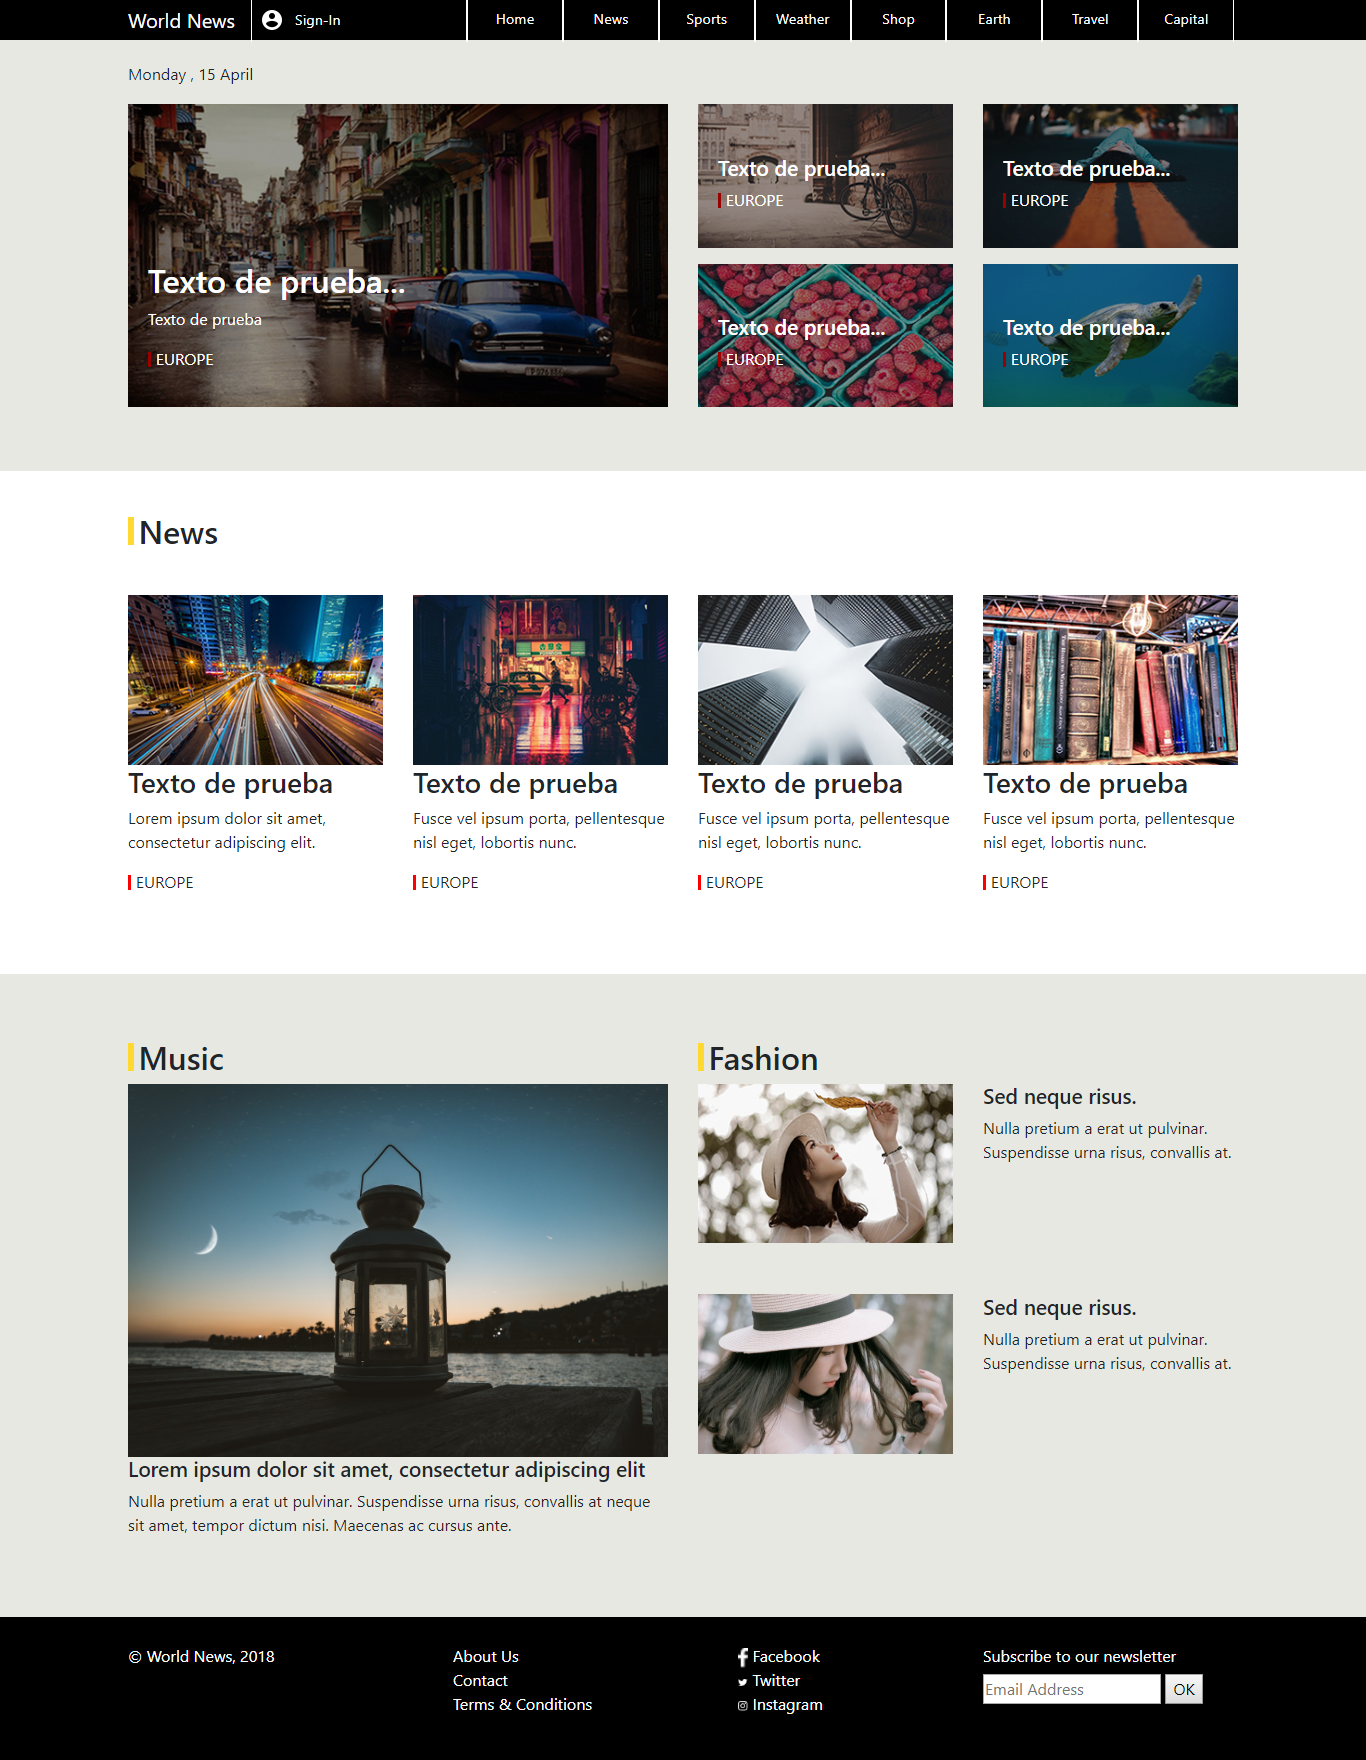 World News
Sign-In
Home
News
Sports
Weather
Shop
Earth
Travel
Capital
Monday , 15 April
Texto de prueba...
Texto de prueba
EUROPE
Texto de prueba...
EUROPE
Texto de prueba...
EUROPE
Texto de prueba...
EUROPE
Texto de prueba...
EUROPE
News
Texto de prueba
Lorem ipsum dolor sit amet,
consectetur adipiscing elit.
EUROPE
Texto de prueba
Fusce vel ipsum porta, pellentesque
nisl eget, lobortis nunc.
EUROPE
Texto de prueba
Fusce vel ipsum porta, pellentesque
nisl eget, lobortis nunc.
EUROPE
Texto de prueba
Fusce vel ipsum porta, pellentesque
nisl eget, lobortis nunc.
EUROPE
Music
Lorem ipsum dolor sit amet, consectetur adipiscing elit
Nulla pretium a erat ut pulvinar. Suspendisse urna risus, convallis at neque
sit amet, tempor dictum nisi. Maecenas ac cursus ante.
Fashion
Sed neque risus.
Nulla pretium a erat ut pulvinar.
Suspendisse urna risus, convallis at.
Sed neque risus.
Nulla pretium a erat ut pulvinar.
Suspendisse urna risus, convallis at.
© World News, 2018
About Us
Contact
Terms & Conditions
Facebook
Twitter
Instagram
Subscribe to our newsletter
Email Address
OK